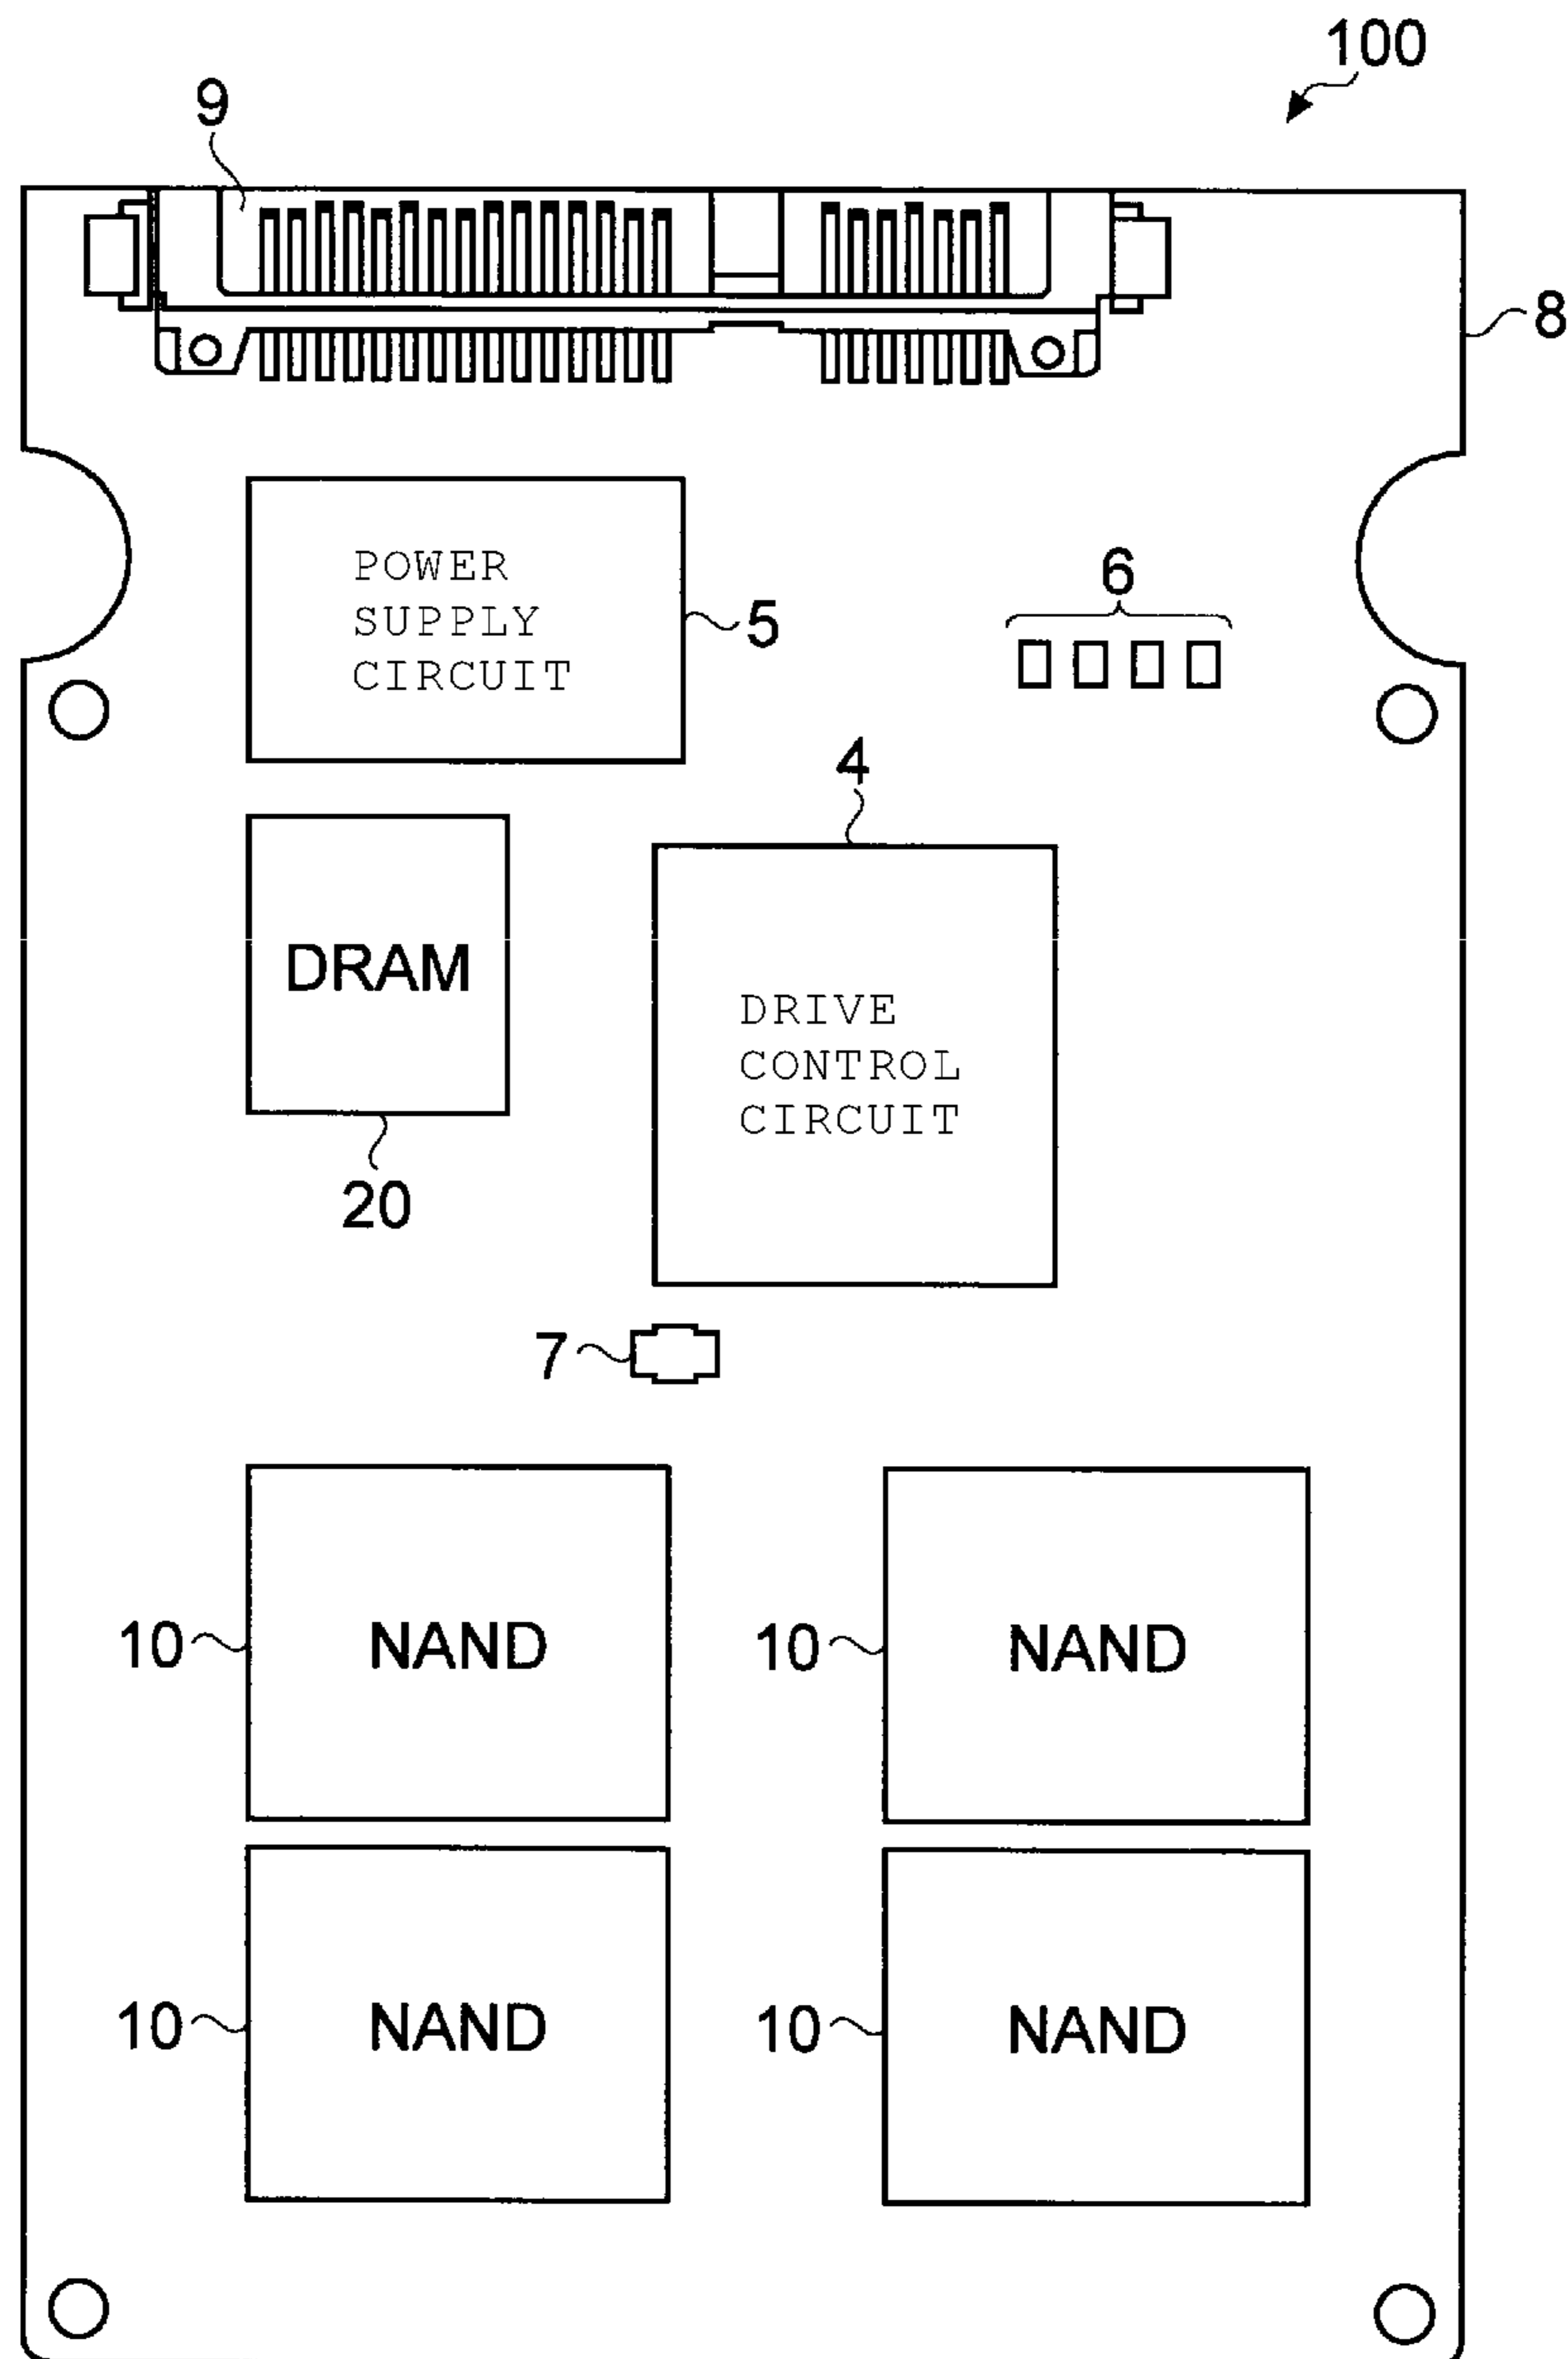 100
9
8
POWER
SUPPLY
CIRCUIT
5
6
4
DRAM
DRIVE
CONTROL
CIRCUIT
20
7
10 NAND
10 NAND
10 NAND
10 NAND